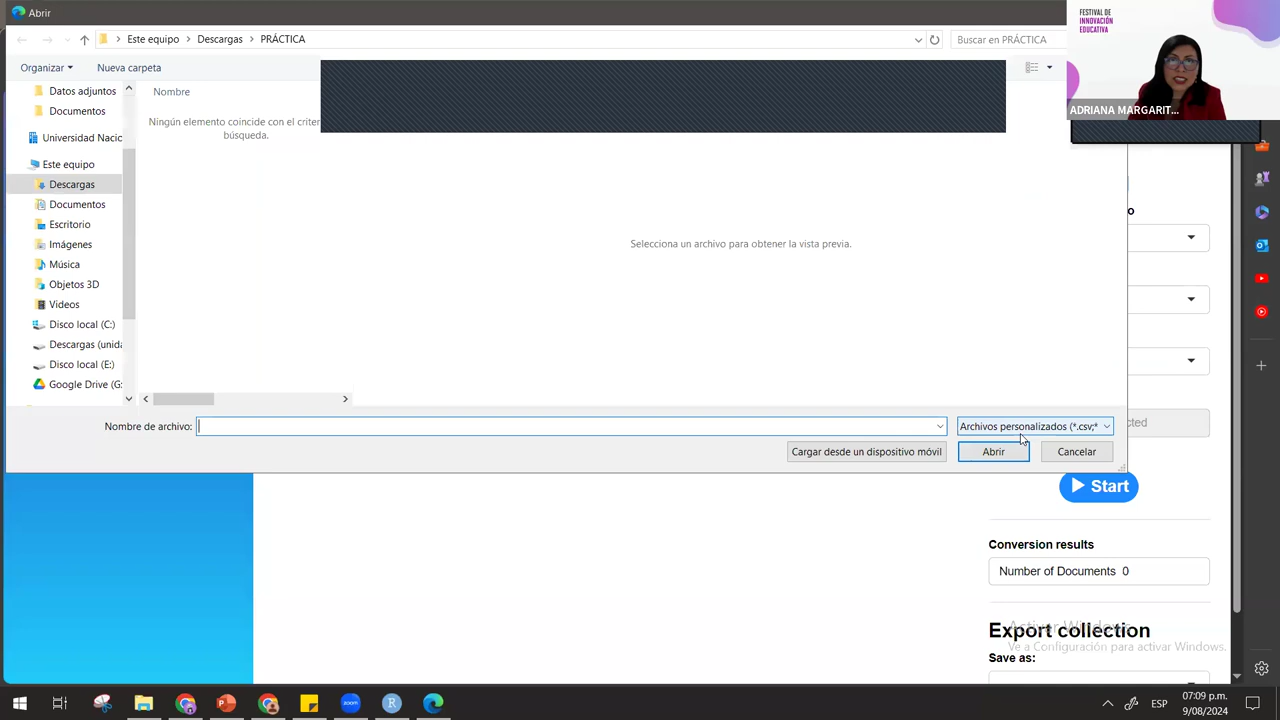 Abrir
FESTIVAL DE
INNOVACIÓN
EDUCATIVA
Este equipo > Descargas > PRÁCTICA
Buscar en PRÁCTICA
Organizar
Nueva carpeta
Datos adjuntos
Nombre
ADRIANA MARGARIT...
Documentos
Ningún elemento coincide con el criter
búsqueda.
Universidad Nacio
Este equipo
Descargas
Documentos
o
Escritorio
Imágenes
Selecciona un archivo para obtener la vista previa.
Música
Objetos 3D
Videos
Disco local (C:)
Descargas (unida
Disco local (E:)
Google Drive (G:
Nombre de archivo:
Archivos personalizados (*.csv;*
cted
Cargar desde un dispositivo móvil
Abrir
Cancelar
Start
Conversion results
Number of Documents 0
Export collection
Activar Windows
Ve a Configuración para activar Windows.
Save as:
ESP
07:09 p.m.
9/08/2024
zoom
R